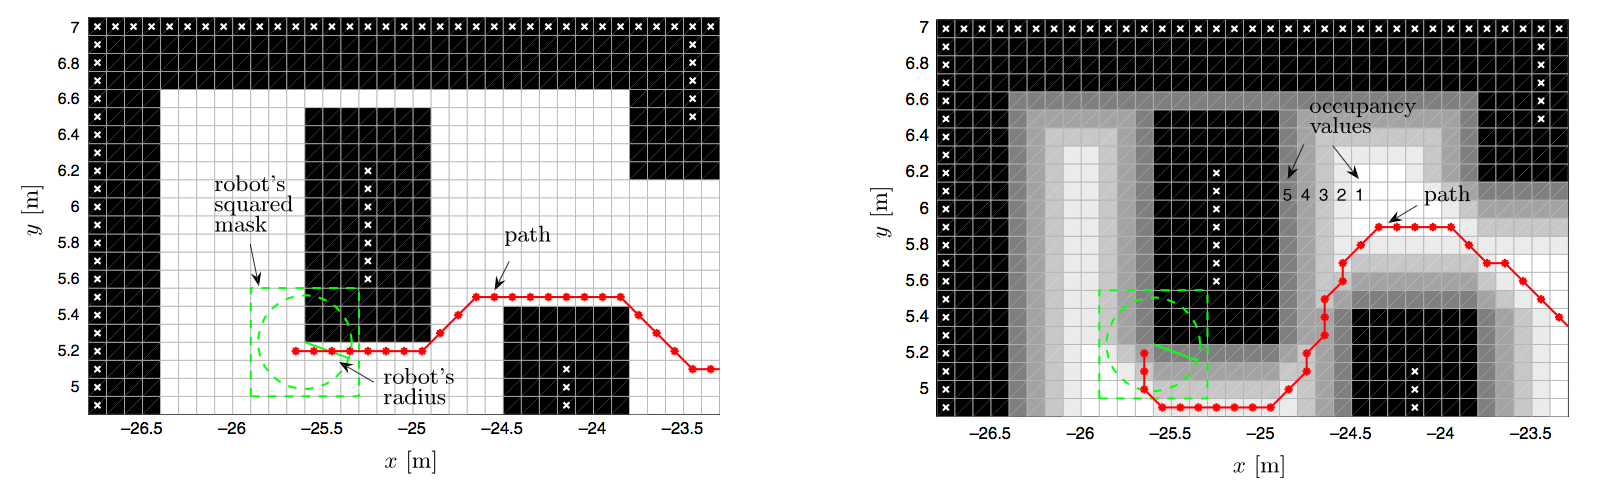 7
6.8
6.6
6.4
6.2
6
5.8
5.6
5.4
5.2
5
y [m]
robot's
squared
mask
path
robot's
radius
−26.5
−26
−25.5
−25
−24.5
−24
−23.5
x [m]
7
6.8
6.6
6.4
6.2
6
5.8
5.6
5.4
5.2
5
y [m]
occupancy
values
5 4 3 2 1
path
−26.5
−26
−25.5
−25
−24.5
−24
−23.5
x [m]